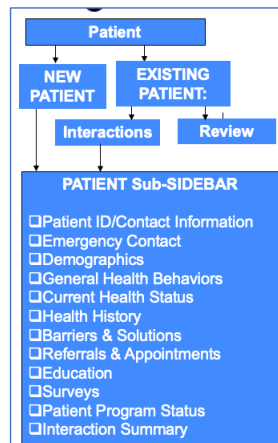 Patient
NEW
PATIENT
EXISTING
PATIENT:
Interactions
Review
PATIENT Sub-SIDEBAR
❑Patient ID/Contact Information
❑Emergency Contact
❑Demographics
❑General Health Behaviors
❑Current Health Status
❑Health History
❑Barriers & Solutions
❑Referrals & Appointments
❑Education
❑Surveys
❑Patient Program Status
❑Interaction Summary